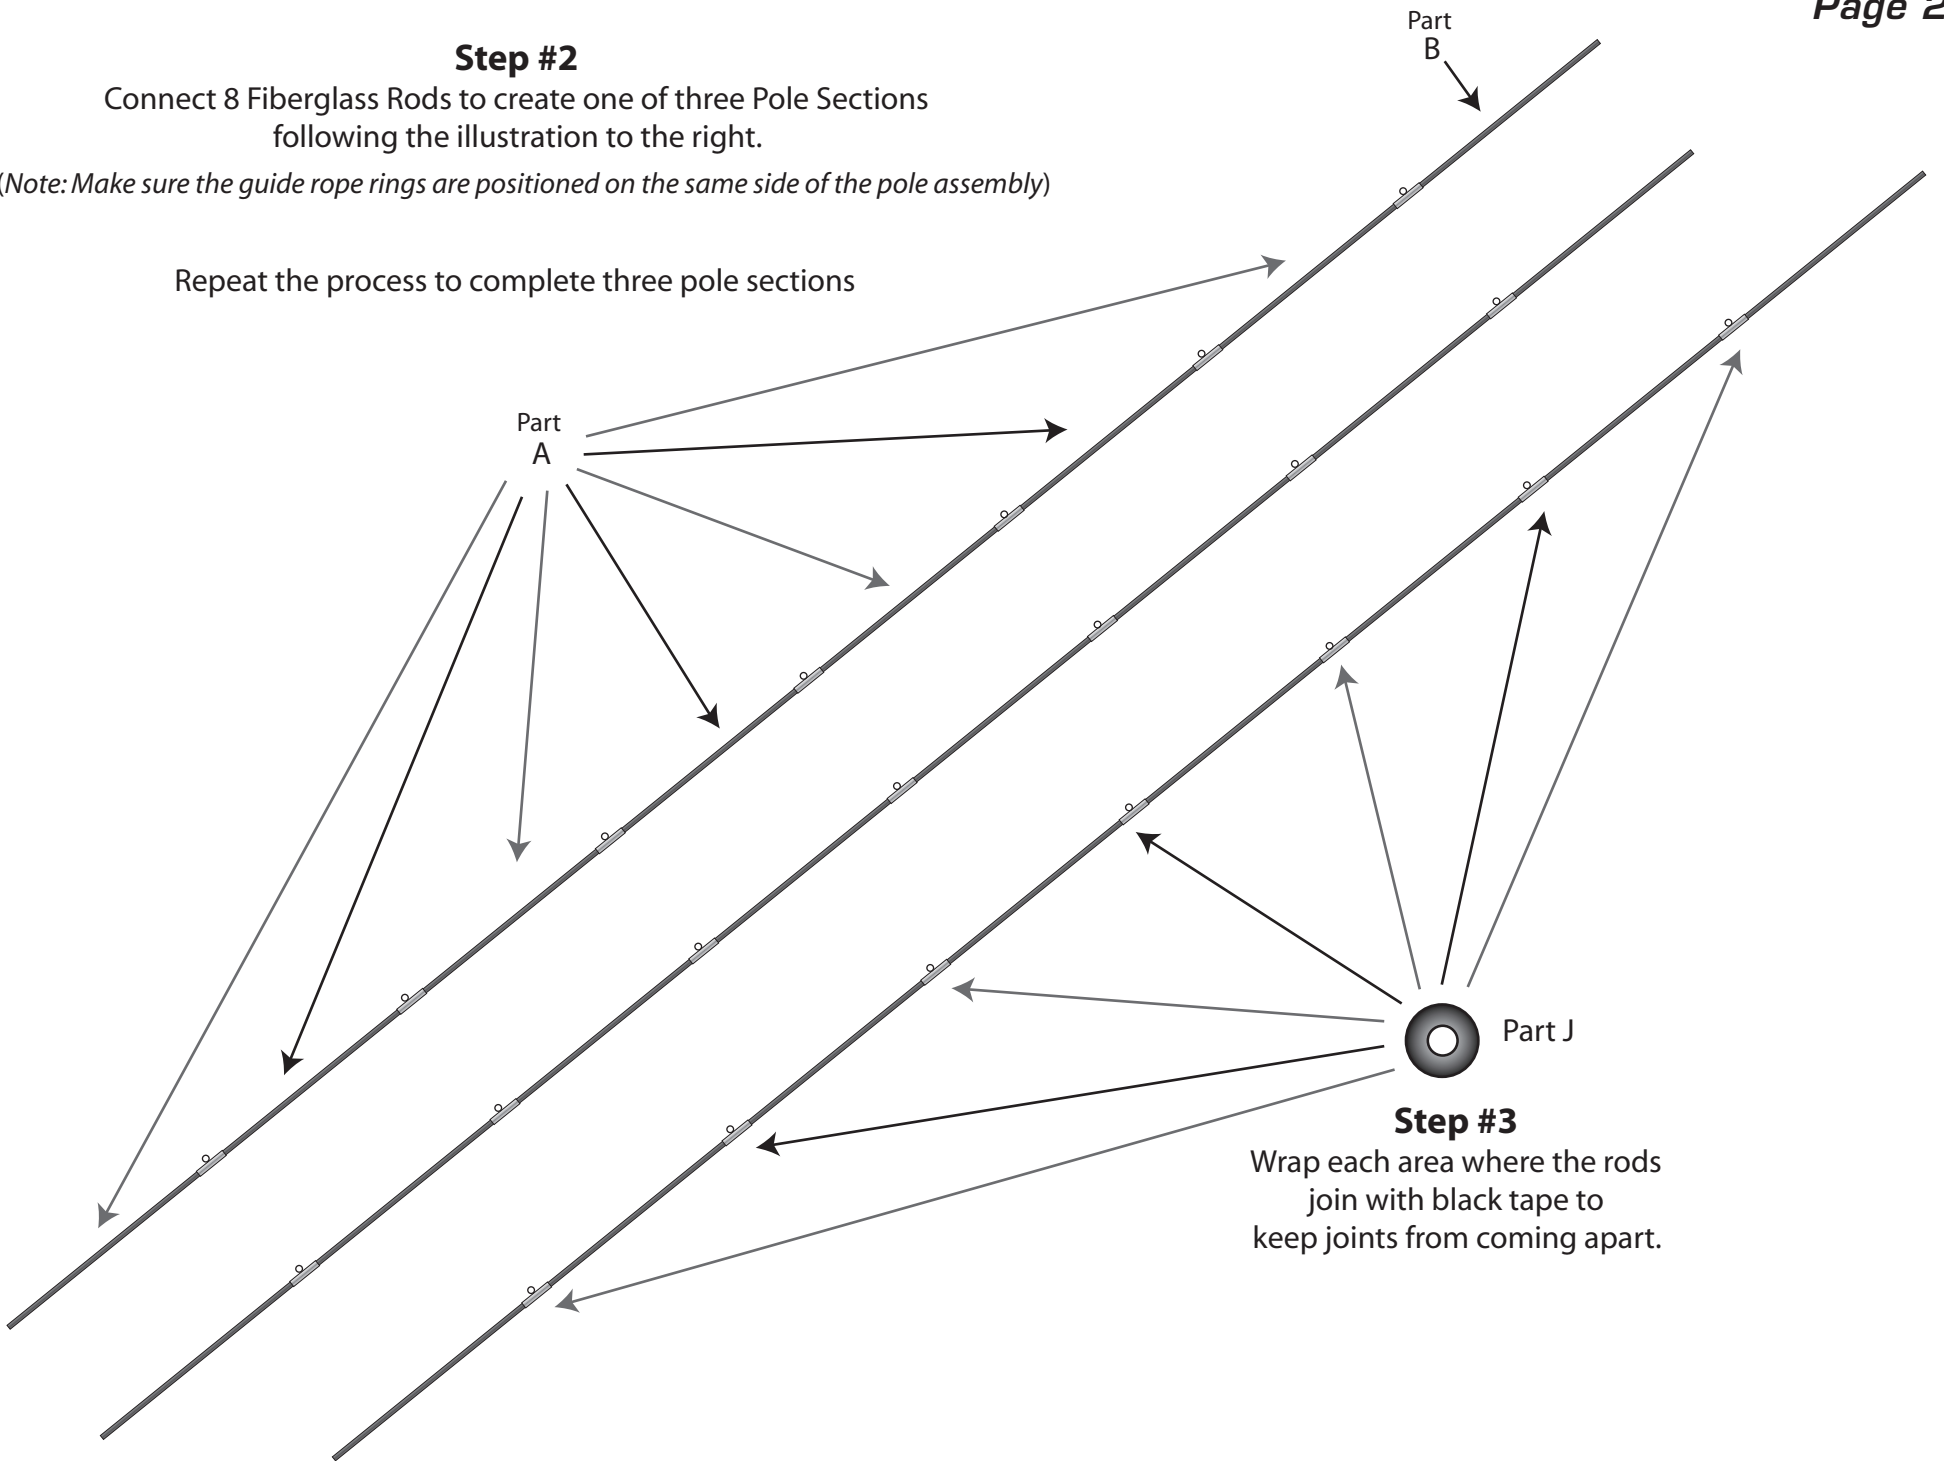 Page 2
Part
B
Step #2
Connect 8 Fiberglass Rods to create one of three Pole Sections
following the illustration to the right.
(Note: Make sure the guide rope rings are positioned on the same side of the pole assembly)
Repeat the process to complete three pole sections
Part
A
Part J
Step #3
Wrap each area where the rods
join with black tape to
keep joints from coming apart.